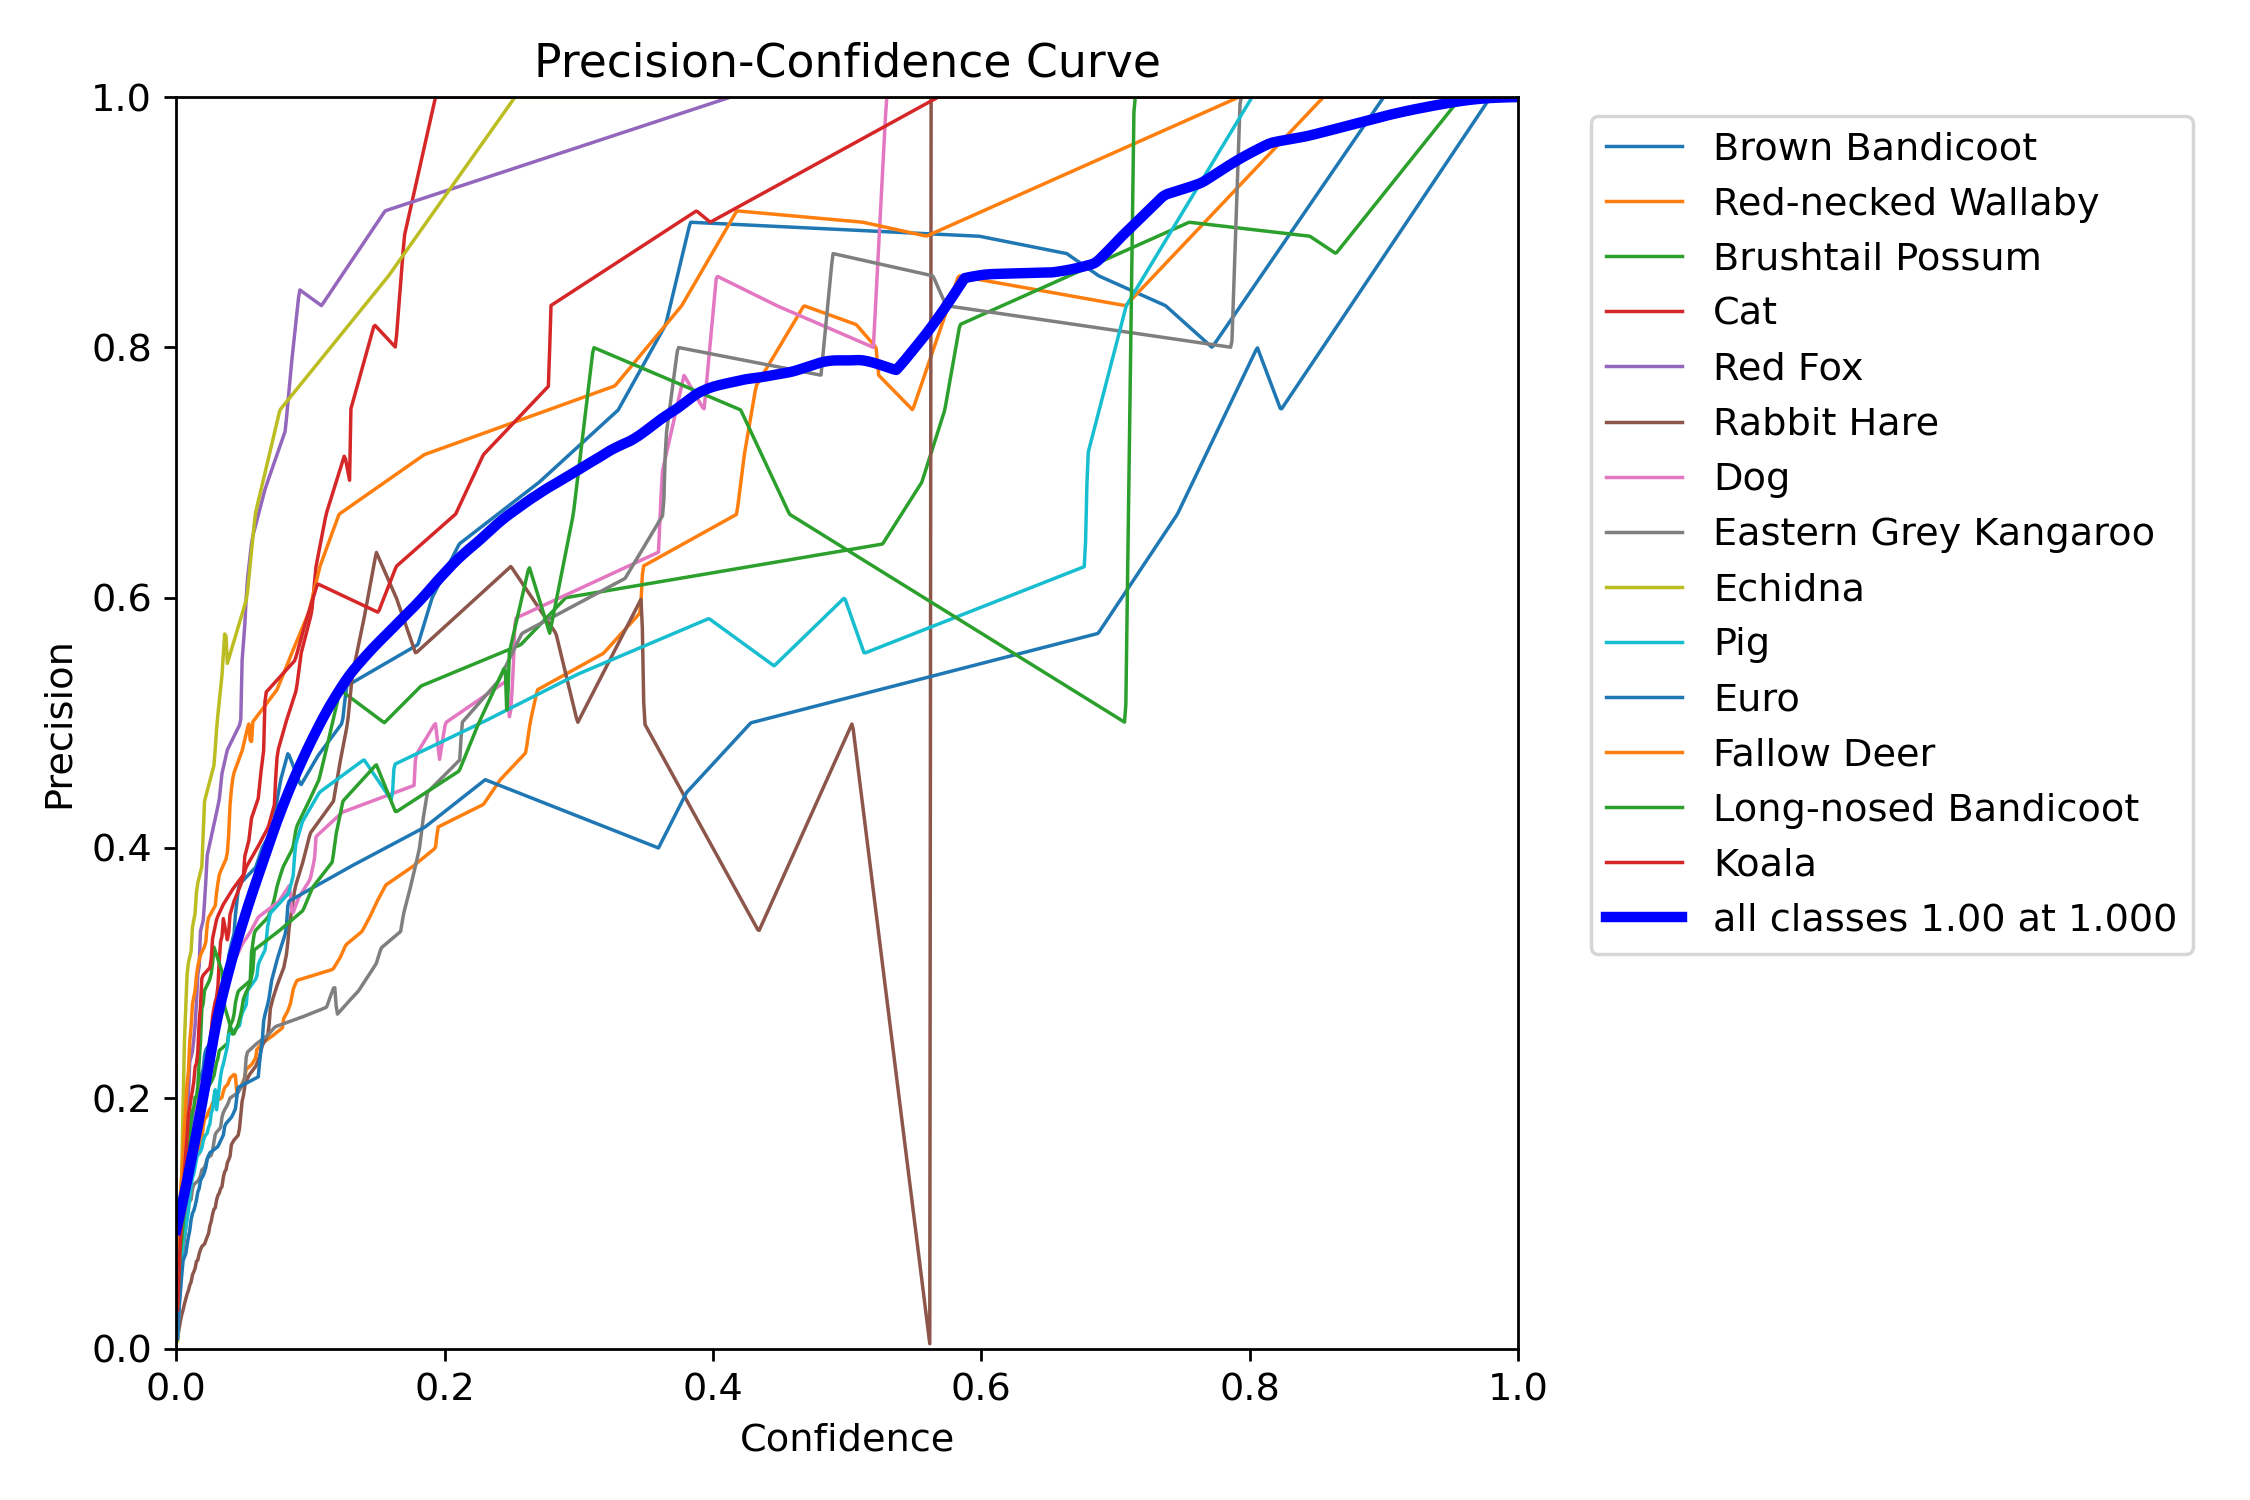 Precision-Confidence Curve
1.0
0.8
0.6
0.4
0.2
0.0
Precision
0.0 0.2 0.4 0.6 0.8 1.0
Confidence
Brown Bandicoot
Red-necked Wallaby
Brushtail Possum
Cat
Red Fox
Rabbit Hare
Dog
Eastern Grey Kangaroo
Echidna
Pig
Euro
Fallow Deer
Long-nosed Bandicoot
Koala
all classes 1.00 at 1.000